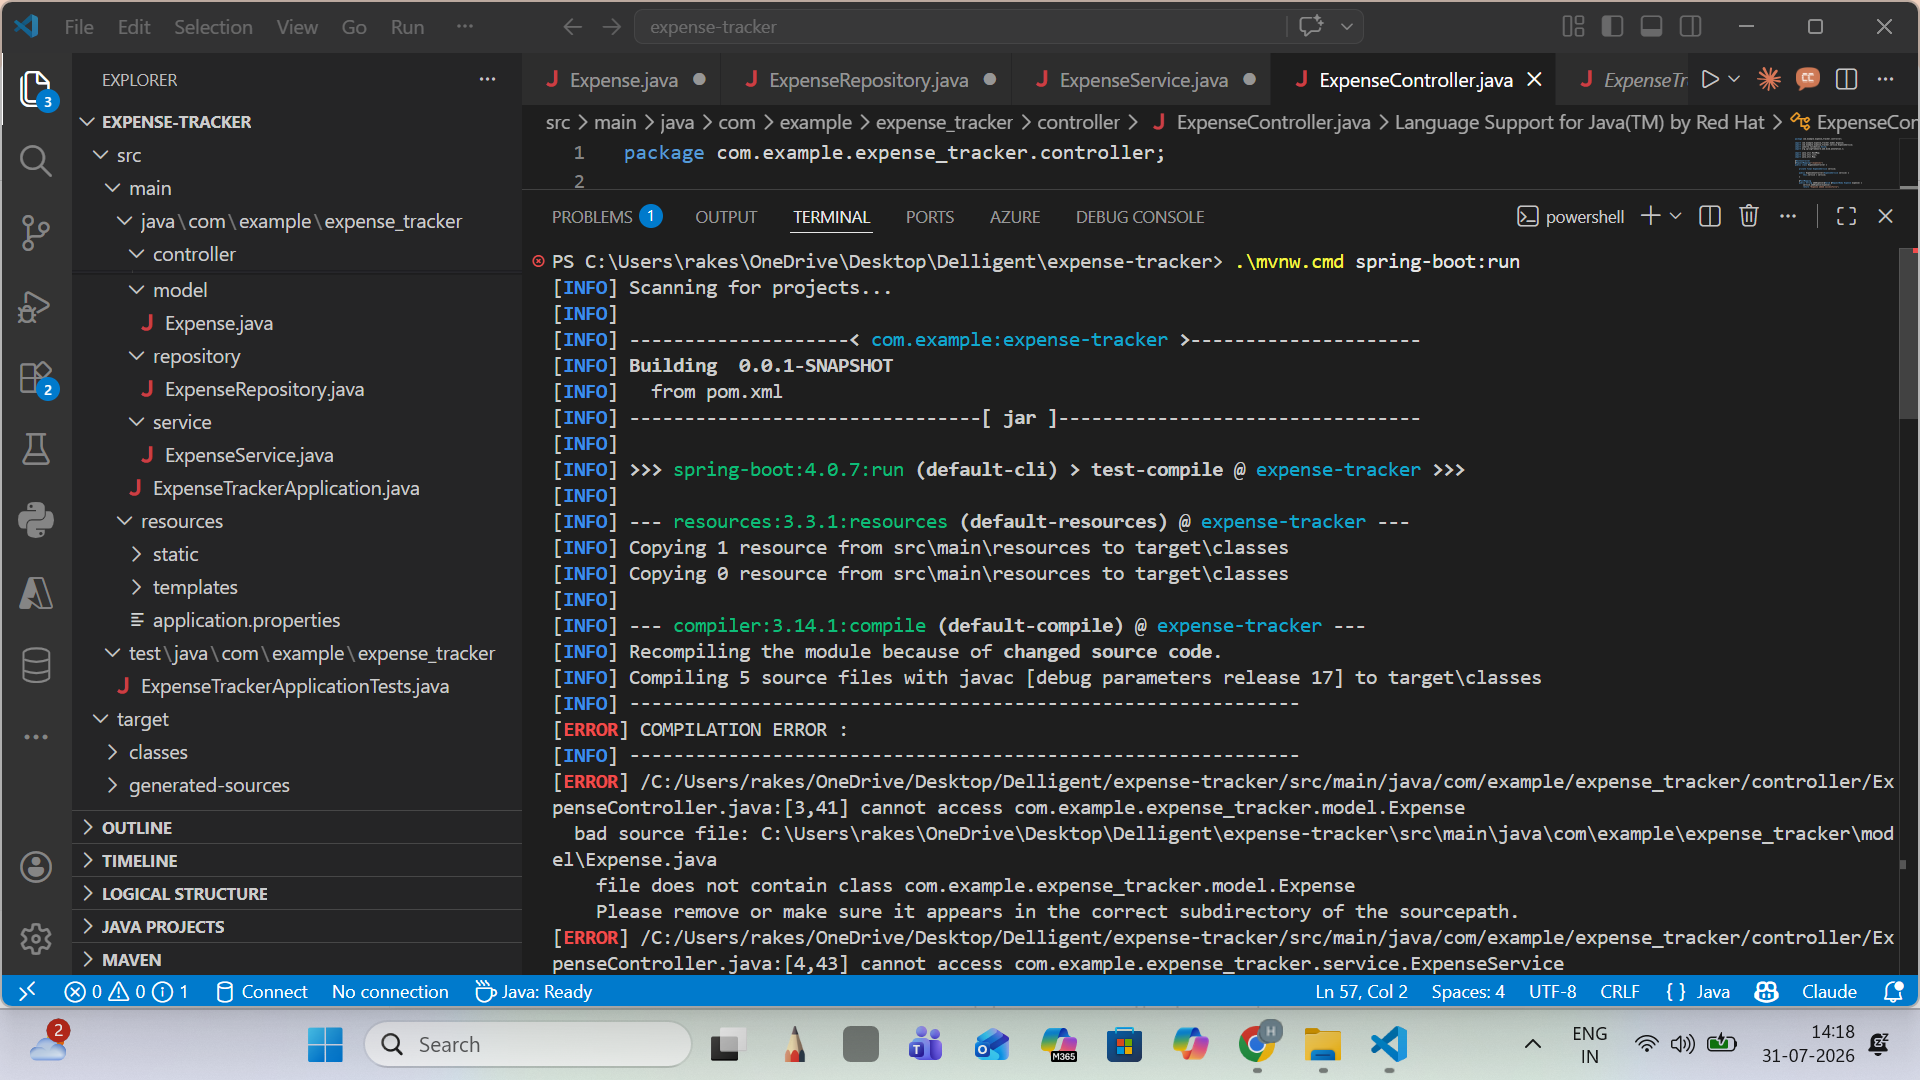 File Edit Selection View Go Run ··· expense-tracker
EXPLORER ···
3
EXPENSE-TRACKER
src
main
java\com\example\expense_tracker
controller
model
Expense.java
repository
ExpenseRepository.java
service
ExpenseService.java
ExpenseTrackerApplication.java
resources
static
templates
application.properties
test\java\com\example\expense_tracker
ExpenseTrackerApplicationTests.java
target
classes
generated-sources
OUTLINE
TIMELINE
LOGICAL STRUCTURE
JAVA PROJECTS
MAVEN
2
J Expense.java J ExpenseRepository.java J ExpenseService.java J ExpenseController.java J ExpenseTr
src > main > java > com > example > expense_tracker > controller > J ExpenseController.java > Language Support for Java(TM) by Red Hat > ExpenseCor
1 package com.example.expense_tracker.controller;
2
PROBLEMS 1 OUTPUT TERMINAL PORTS AZURE DEBUG CONSOLE powershell
PS C:\Users\rakes\OneDrive\Desktop\Delligent\expense-tracker> .\mvnw.cmd spring-boot:run
[INFO] Scanning for projects...
[INFO]
[INFO] --------------------< com.example:expense-tracker >---------------------
[INFO] Building  0.0.1-SNAPSHOT
[INFO]   from pom.xml
[INFO] --------------------------------[ jar ]---------------------------------
[INFO]
[INFO] >>> spring-boot:4.0.7:run (default-cli) > test-compile @ expense-tracker >>>
[INFO]
[INFO] --- resources:3.3.1:resources (default-resources) @ expense-tracker ---
[INFO] Copying 1 resource from src\main\resources to target\classes
[INFO] Copying 0 resource from src\main\resources to target\classes
[INFO]
[INFO] --- compiler:3.14.1:compile (default-compile) @ expense-tracker ---
[INFO] Recompiling the module because of changed source code.
[INFO] Compiling 5 source files with javac [debug parameters release 17] to target\classes
[INFO] -------------------------------------------------------------
[ERROR] COMPILATION ERROR :
[INFO] -------------------------------------------------------------
[ERROR] /C:/Users/rakes/OneDrive/Desktop/Delligent/expense-tracker/src/main/java/com/example/expense_tracker/controller/Ex
penseController.java:[3,41] cannot access com.example.expense_tracker.model.Expense
bad source file: C:\Users\rakes\OneDrive\Desktop\Delligent\expense-tracker\src\main\java\com\example\expense_tracker\mod
el\Expense.java
file does not contain class com.example.expense_tracker.model.Expense
Please remove or make sure it appears in the correct subdirectory of the sourcepath.
[ERROR] /C:/Users/rakes/OneDrive/Desktop/Delligent/expense-tracker/src/main/java/com/example/expense_tracker/controller/Ex
penseController.java:[4,43] cannot access com.example.expense_tracker.service.ExpenseService
0 0 1 Connect No connection Java: Ready Ln 57, Col 2 Spaces: 4 UTF-8 CRLF {} Java Claude
2 Search M365 H ENG 14:18
IN 31-07-2026